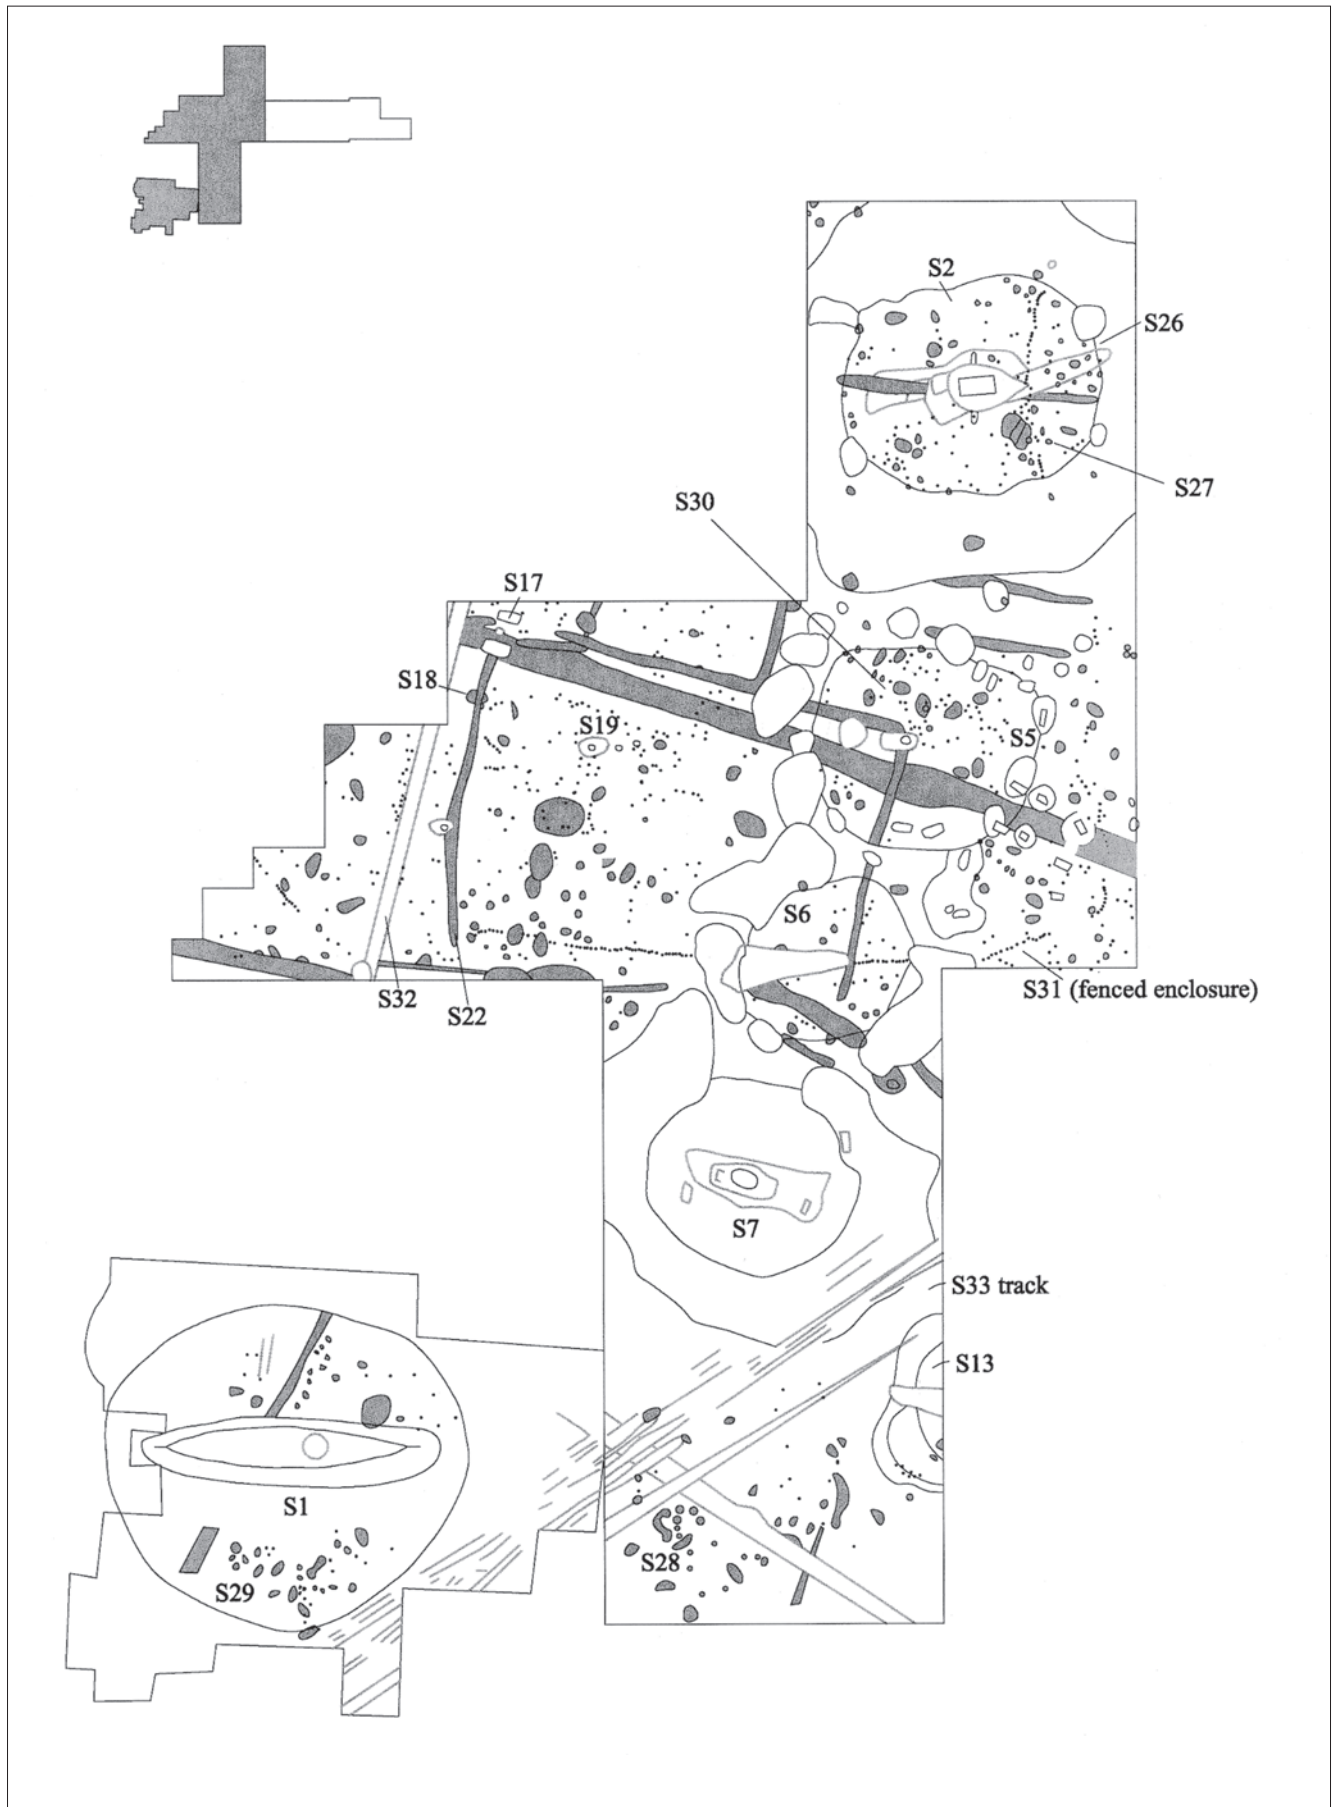 S2
S26
S27
S30
S17
S18
S19
S5
S6
S32
S22
S31 (fenced enclosure)
S7
S33 track
S13
S1
S28
S29